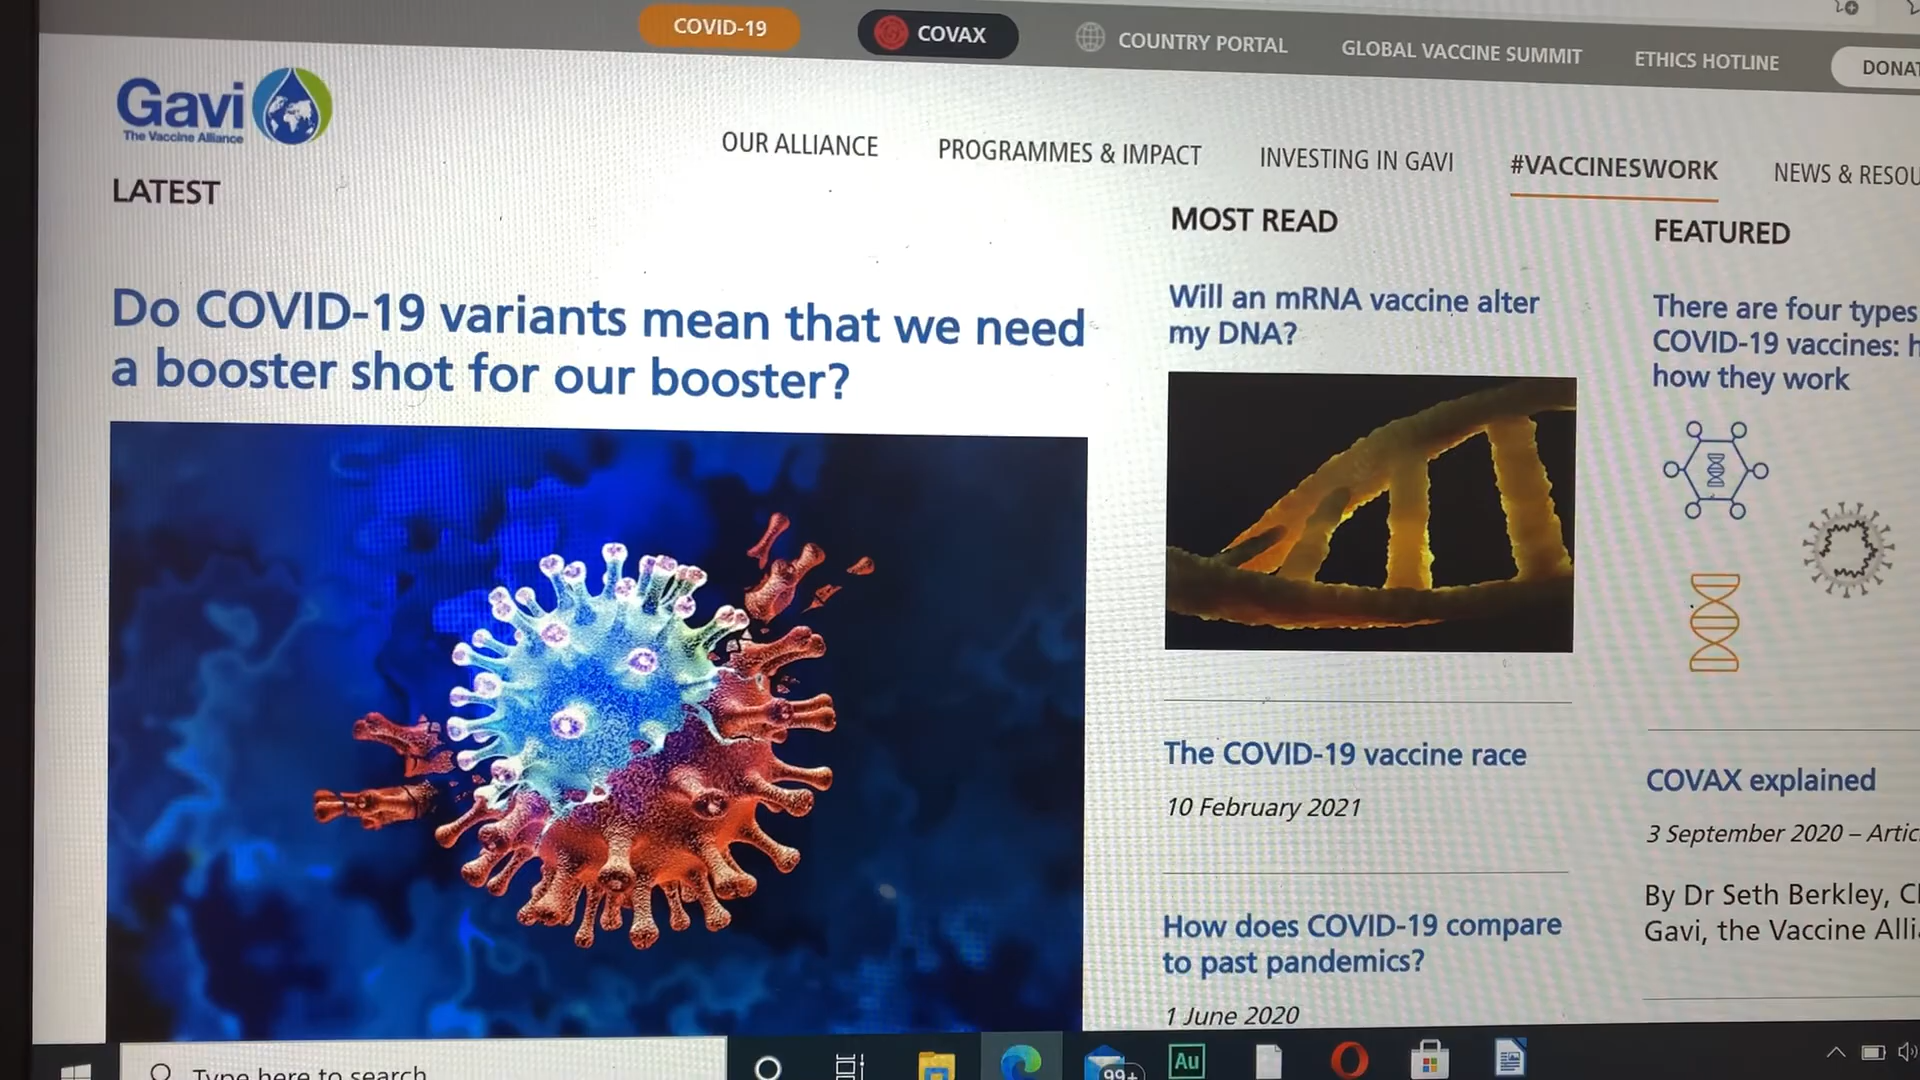 COVID-19
COVAX
COUNTRY PORTAL
GLOBAL VACCINE SUMMIT
ETHICS HOTLINE
Gavi
The Vaccine Alliance
OUR ALLIANCE
PROGRAMMES & IMPACT
INVESTING IN GAVI
#VACCINESWORK
NEWS &
LATEST
Do COVID-19 variants mean that we need
a booster shot for our booster?
MOST READ
Will an mRNA vaccine alter
my DNA?
The COVID-19 vaccine race
10 February 2021
How does COVID-19 compare
to past pandemics?
1 June 2020
FEATURED
There are four types
COVID-19 vaccines:
how they work
COVAX explained
3 September 2020 –
By Dr Seth Berkley,
Gavi, the Vaccine
Type here to search
99+
Au